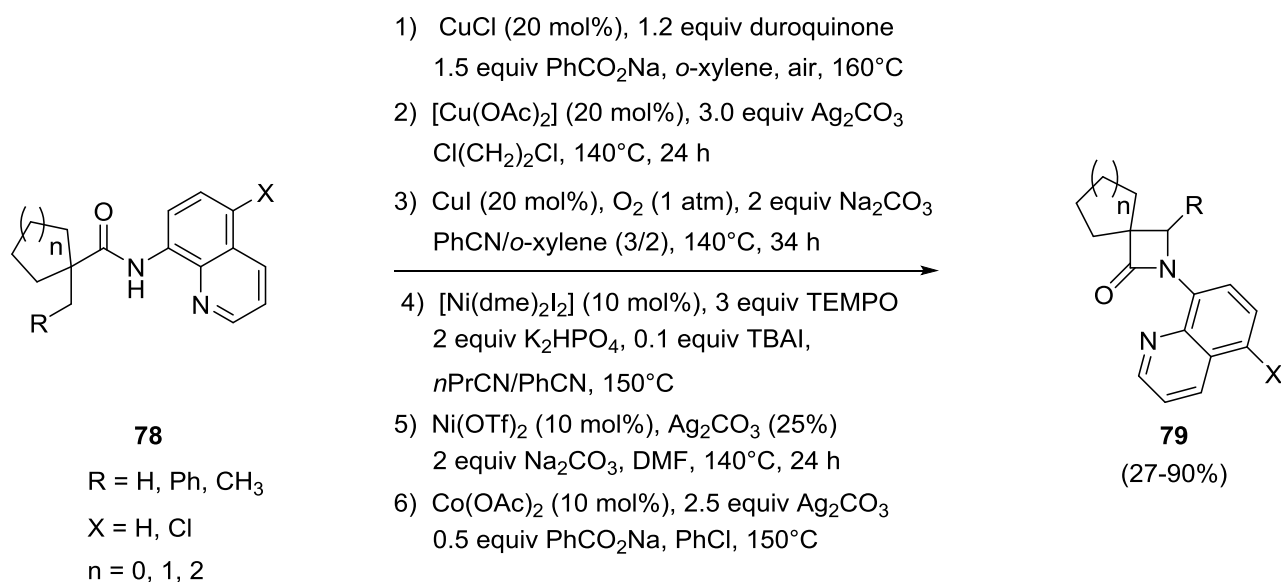 1) CuCl (20 mol%), 1.2 equiv duroquinone
1.5 equiv PhCO₂Na, o-xylene, air, 160°C
2) [Cu(OAc)₂] (20 mol%), 3.0 equiv Ag₂CO₃
Cl(CH₂)₂Cl, 140°C, 24 h
3) CuI (20 mol%), O₂ (1 atm), 2 equiv Na₂CO₃
PhCN/o-xylene (3/2), 140°C, 34 h
4) [Ni(dme)₂I₂] (10 mol%), 3 equiv TEMPO
2 equiv K₂HPO₄, 0.1 equiv TBAI,
nPrCN/PhCN, 150°C
5) Ni(OTf)₂ (10 mol%), Ag₂CO₃ (25%)
2 equiv Na₂CO₃, DMF, 140°C, 24 h
6) Co(OAc)₂ (10 mol%), 2.5 equiv Ag₂CO₃
0.5 equiv PhCO₂Na, PhCl, 150°C
( ) n
O
X
N
H
N
R
78
R = H, Ph, CH₃
X = H, Cl
n = 0, 1, 2
( ) n
R
O
N
N
X
79
(27-90%)